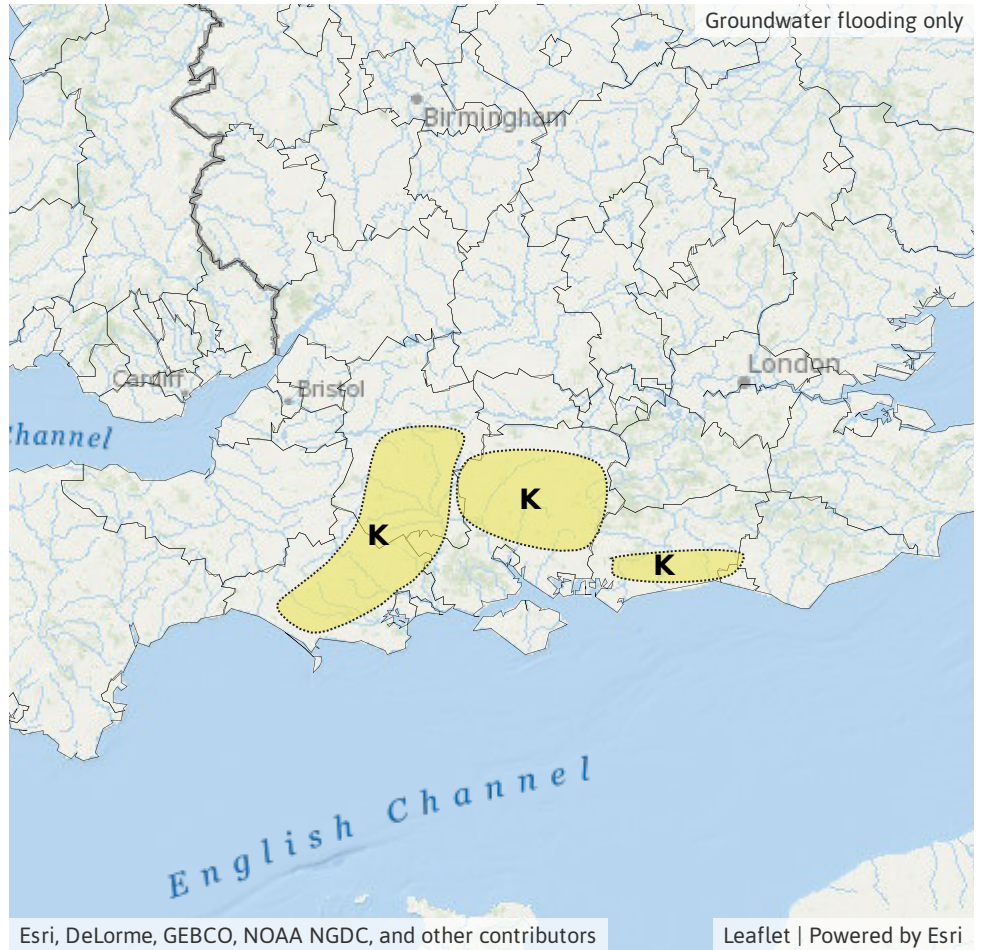 Groundwater flooding only
Birmingham
London
Cardiff
Bristol
Channel
K
K
K
English Channel
Esri, DeLorme, GEBCO, NOAA NGDC, and other contributors
Leaflet | Powered by Esri